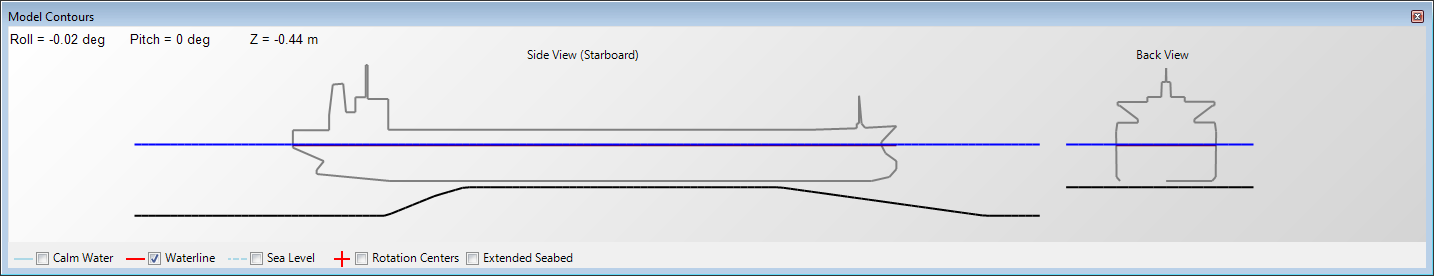 Model Contours
Roll = -0.02 deg Pitch = 0 deg Z = -0.44 m
Side View (Starboard) Back View
Calm Water Waterline Sea Level Rotation Centers Extended Seabed